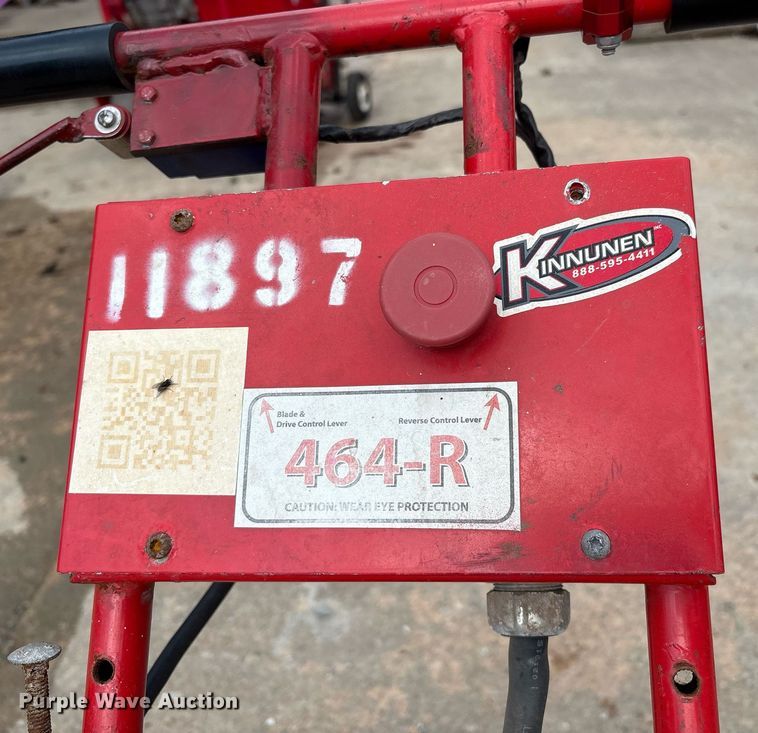 11897
KINNUNEN INC
888-595-4411
Blade &
Drive Control Lever
Reverse Control Lever
464-R
CAUTION: WEAR EYE PROTECTION
Purple Wave Auction